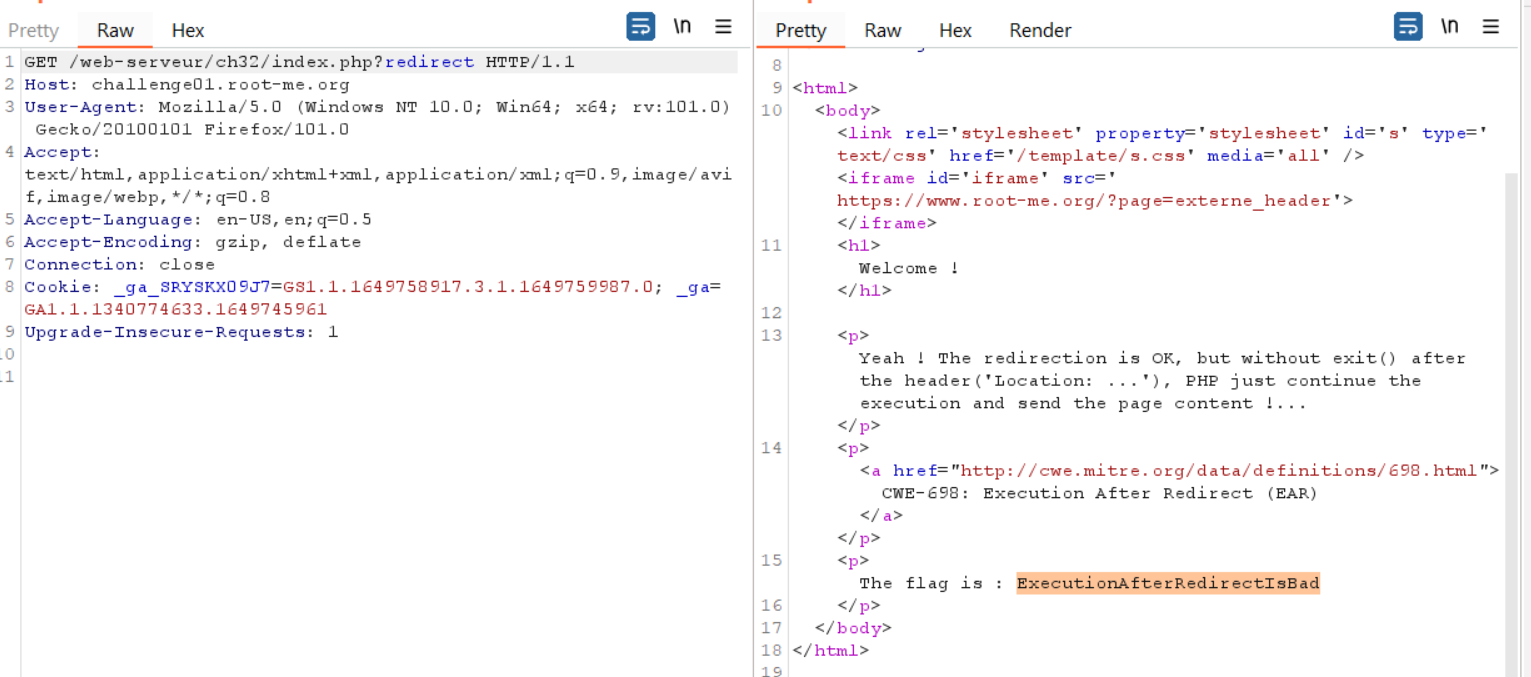 Pretty Raw Hex \n
1 GET /web-serveur/ch32/index.php?redirect HTTP/1.1
2 Host: challenge01.root-me.org
3 User-Agent: Mozilla/5.0 (Windows NT 10.0; Win64; x64; rv:101.0)
Gecko/20100101 Firefox/101.0
4 Accept:
text/html,application/xhtml+xml,application/xml;q=0.9,image/avi
f,image/webp,*/*;q=0.8
5 Accept-Language: en-US,en;q=0.5
6 Accept-Encoding: gzip, deflate
7 Connection: close
8 Cookie: _ga_SRYSKX09J7=GS1.1.1649758917.3.1.1649759987.0; _ga=
GA1.1.1340774633.1649745961
9 Upgrade-Insecure-Requests: 1
10
11
Pretty Raw Hex Render \n
8
9 <html>
10 <body>
<link rel='stylesheet' property='stylesheet' id='s' type='
text/css' href='/template/s.css' media='all' />
<iframe id='iframe' src='
https://www.root-me.org/?page=externe_header'>
</iframe>
11 <h1>
Welcome !
</h1>
12
13 <p>
Yeah ! The redirection is OK, but without exit() after
the header('Location: ...'), PHP just continue the
execution and send the page content !...
</p>
14 <p>
<a href="http://cwe.mitre.org/data/definitions/698.html">
CWE-698: Execution After Redirect (EAR)
</a>
</p>
15 <p>
The flag is : ExecutionAfterRedirectIsBad
16 </p>
17 </body>
18 </html>
19